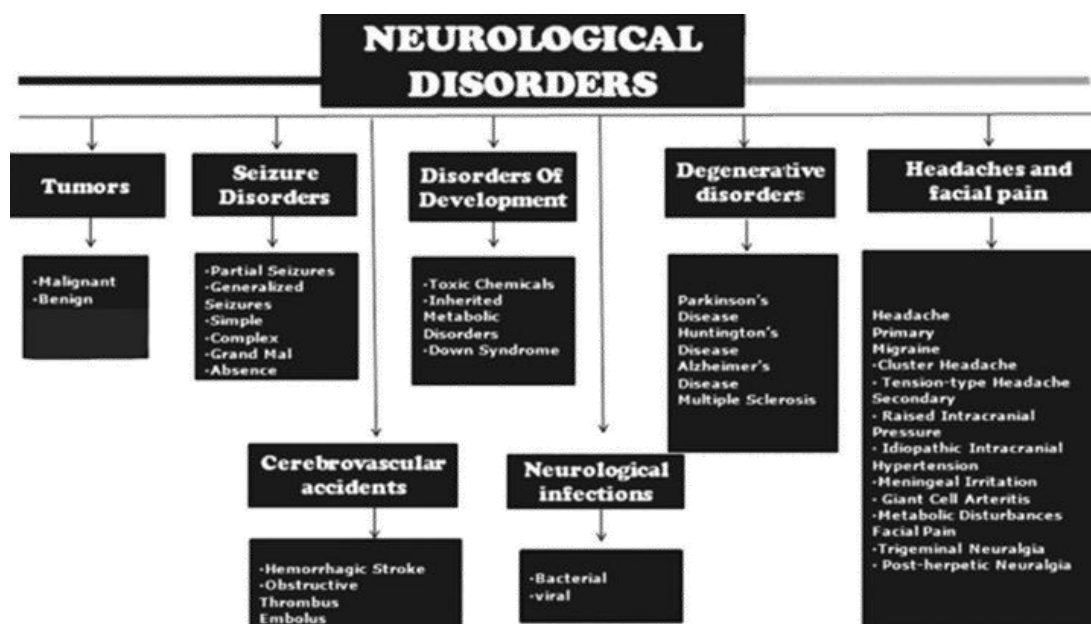 NEUROLOGICAL
DISORDERS
Tumors
-Malignant
-Benign
Seizure
Disorders
-Partial Seizures
-Generalized
Seizures
-Simple
-Complex
-Grand Mal
-Absence
Disorders Of
Development
-Toxic Chemicals
-Inherited
Metabolic
Disorders
-Down Syndrome
Degenerative
disorders
Parkinson's
Disease
Huntington's
Disease
Alzheimer's
Disease
Multiple Sclerosis
Headaches and
facial pain
Headache
Primary
Migraine
-Cluster Headache
- Tension-type Headache
Secondary
- Raised Intracranial
Pressure
- Idiopathic Intracranial
Hypertension
-Meningeal Irritation
- Giant Cell Arteritis
-Metabolic Disturbances
Facial Pain
-Trigeminal Neuralgia
- Post-herpetic Neuralgia
Cerebrovascular
accidents
-Hemorrhagic Stroke
-Obstructive
Thrombus
Embolus
Neurological
infections
-Bacterial
-viral